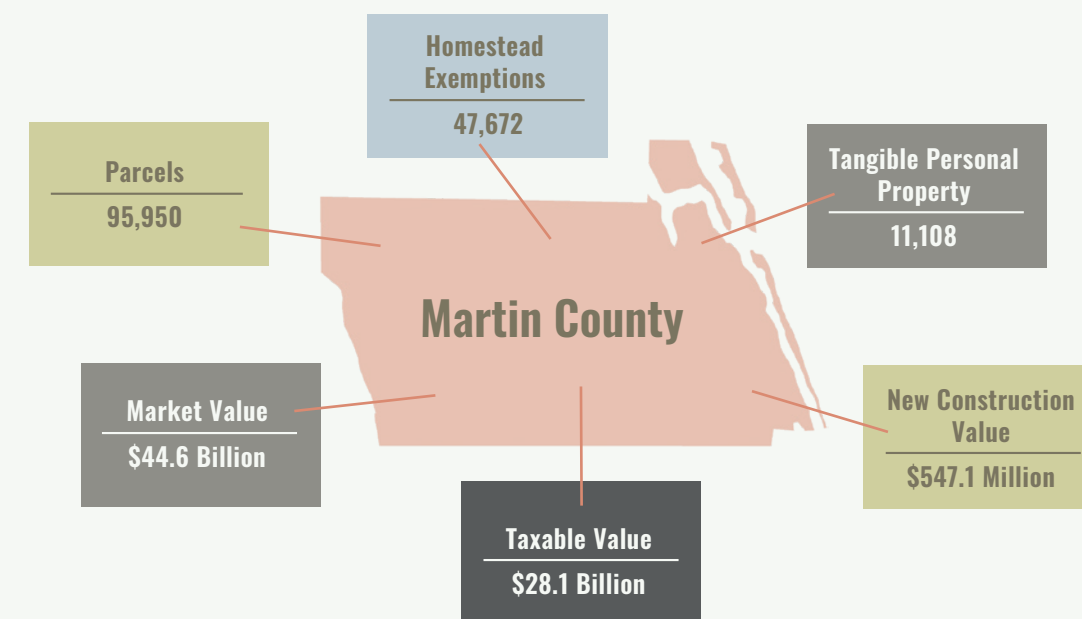 Homestead
Exemptions
47,672
Parcels
95,950
Tangible Personal
Property
11,108
Martin County
Market Value
$44.6 Billion
New Construction
Value
$547.1 Million
Taxable Value
$28.1 Billion